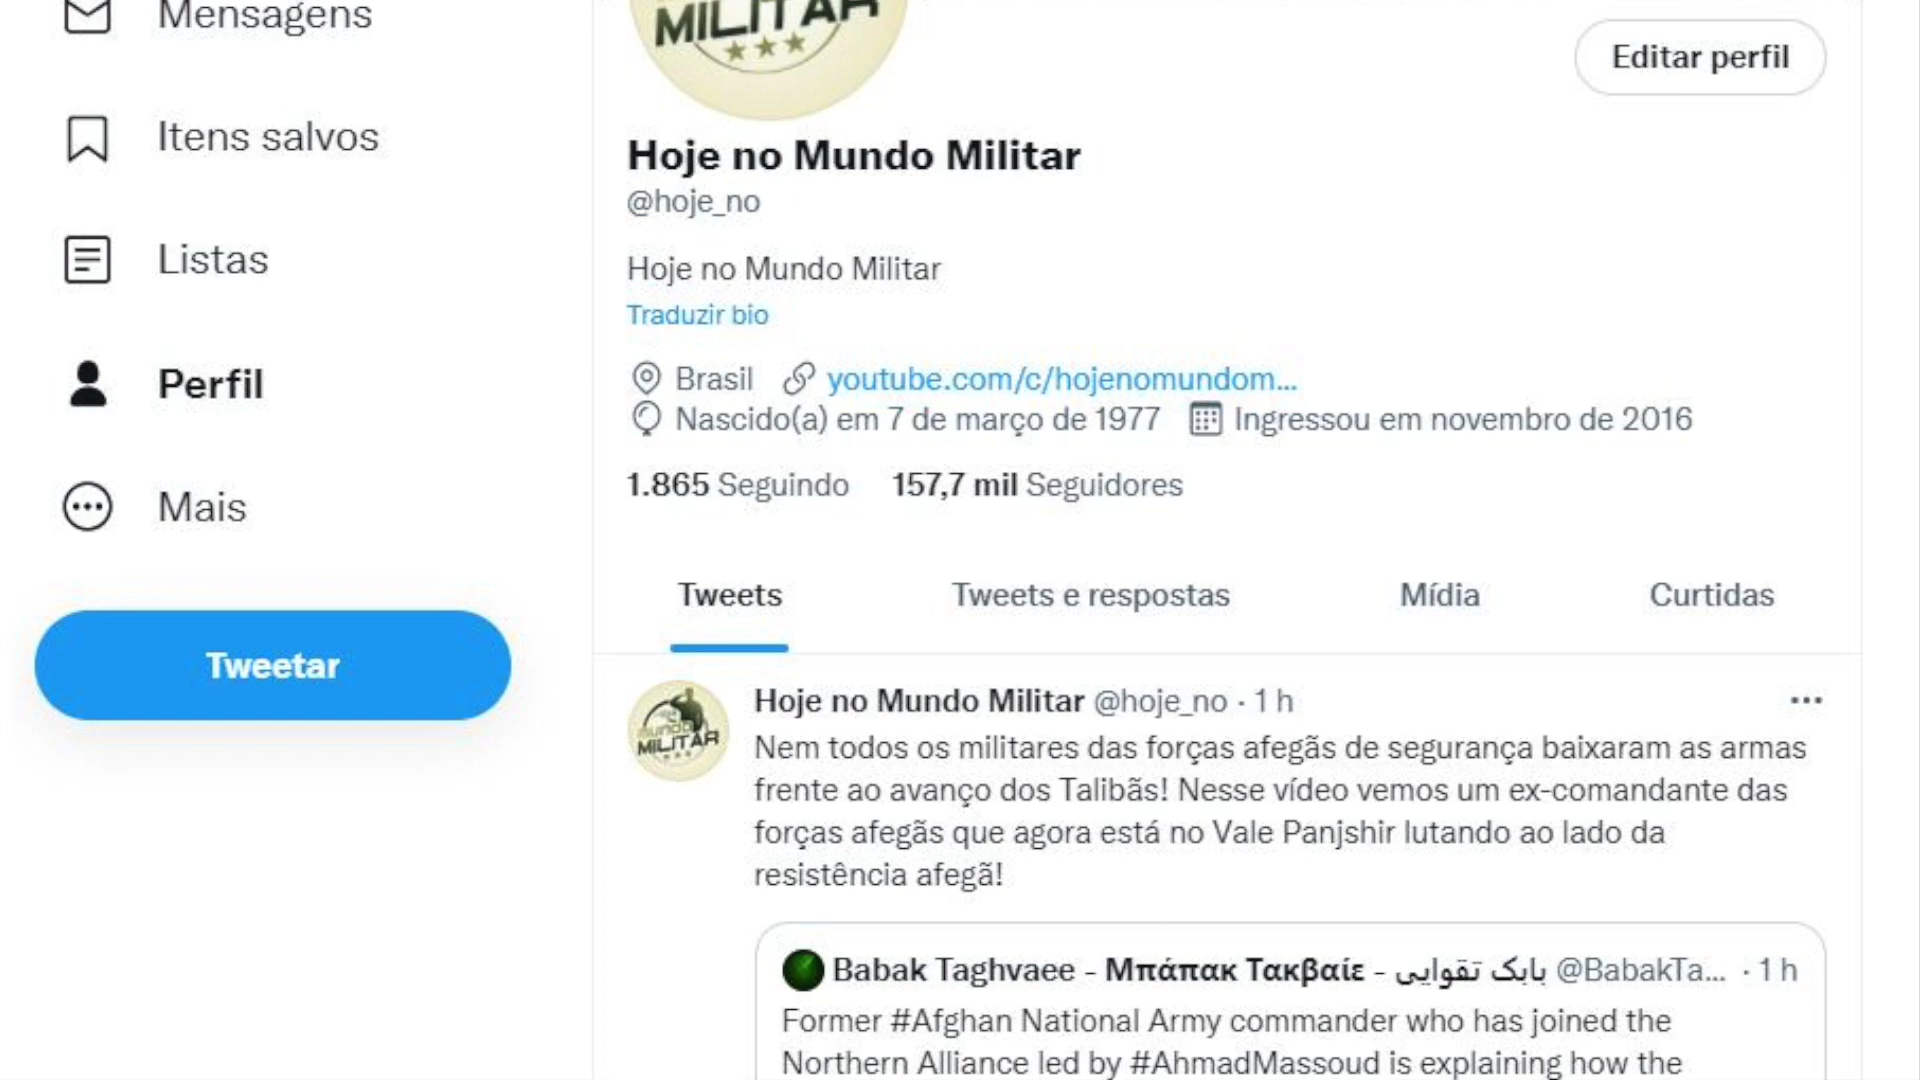 Mensagens
Itens salvos
Listas
Perfil
Mais
Tweetar
MILITAR
Editar perfil
Hoje no Mundo Militar
@hoje_no
Hoje no Mundo Militar
Traduzir bio
Brasil youtube.com/c/hojenomundom...
Nascido(a) em 7 de março de 1977 Ingressou em novembro de 2016
1.865 Seguindo 157,7 mil Seguidores
Tweets Tweets e respostas Mídia Curtidas
MUNDO
MILITAR
Hoje no Mundo Militar @hoje_no · 1 h
Nem todos os militares das forças afegãs de segurança baixaram as armas
frente ao avanço dos Talibãs! Nesse vídeo vemos um ex-comandante das
forças afegãs que agora está no Vale Panjshir lutando ao lado da
resistência afegã!
Babak Taghvaee - Μπάπακ Τακβαίε - بابک تقوایی @BabakTa... · 1 h
Former #Afghan National Army commander who has joined the
Northern Alliance led by #AhmadMassoud is explaining how the